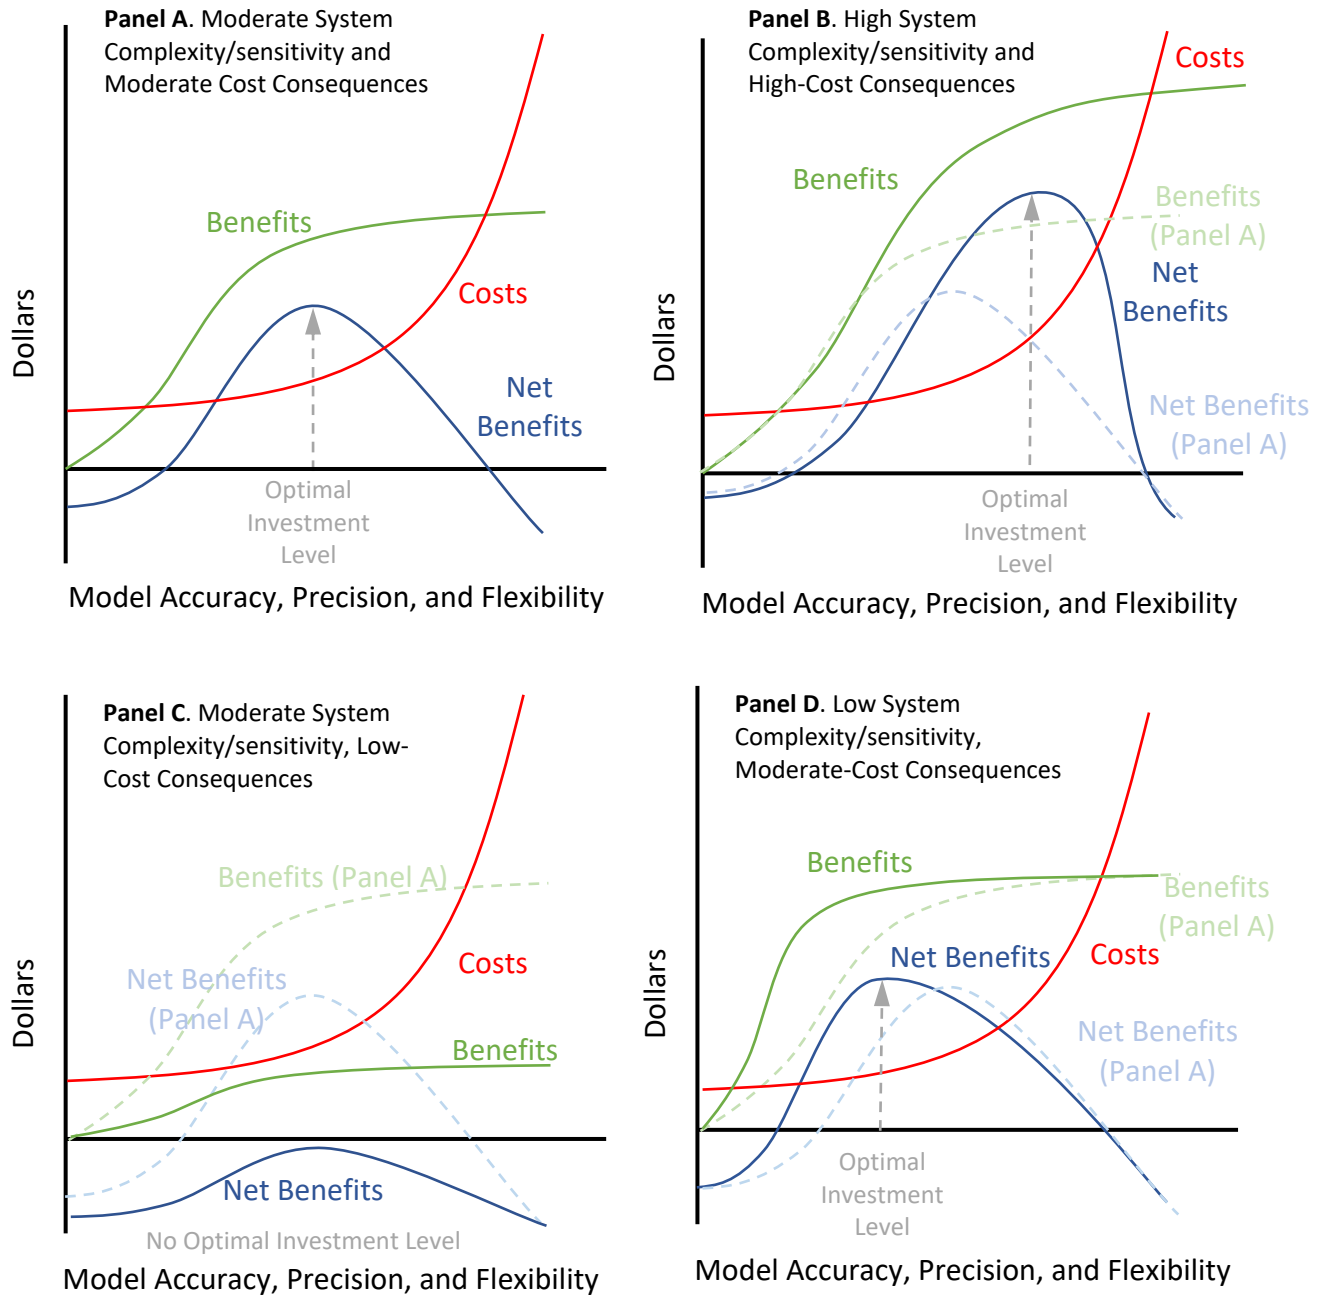 Panel A. Moderate System
Complexity/sensitivity and
Moderate Cost Consequences
Benefits
Costs
Net
Benefits
Dollars
Optimal
Investment
Level
Model Accuracy, Precision, and Flexibility
Panel B. High System
Complexity/sensitivity and
High-Cost Consequences
Costs
Benefits
Benefits
(Panel A)
Net
Benefits
Dollars
Net Benefits
(Panel A)
Optimal
Investment
Level
Model Accuracy, Precision, and Flexibility
Panel C. Moderate System
Complexity/sensitivity, Low-
Cost Consequences
Benefits (Panel A)
Net Benefits
(Panel A)
Costs
Dollars
Benefits
Net Benefits
No Optimal Investment Level
Model Accuracy, Precision, and Flexibility
Panel D. Low System
Complexity/sensitivity,
Moderate-Cost Consequences
Benefits
Benefits
(Panel A)
Net Benefits
Costs
Dollars
Net Benefits
(Panel A)
Optimal
Investment
Level
Model Accuracy, Precision, and Flexibility